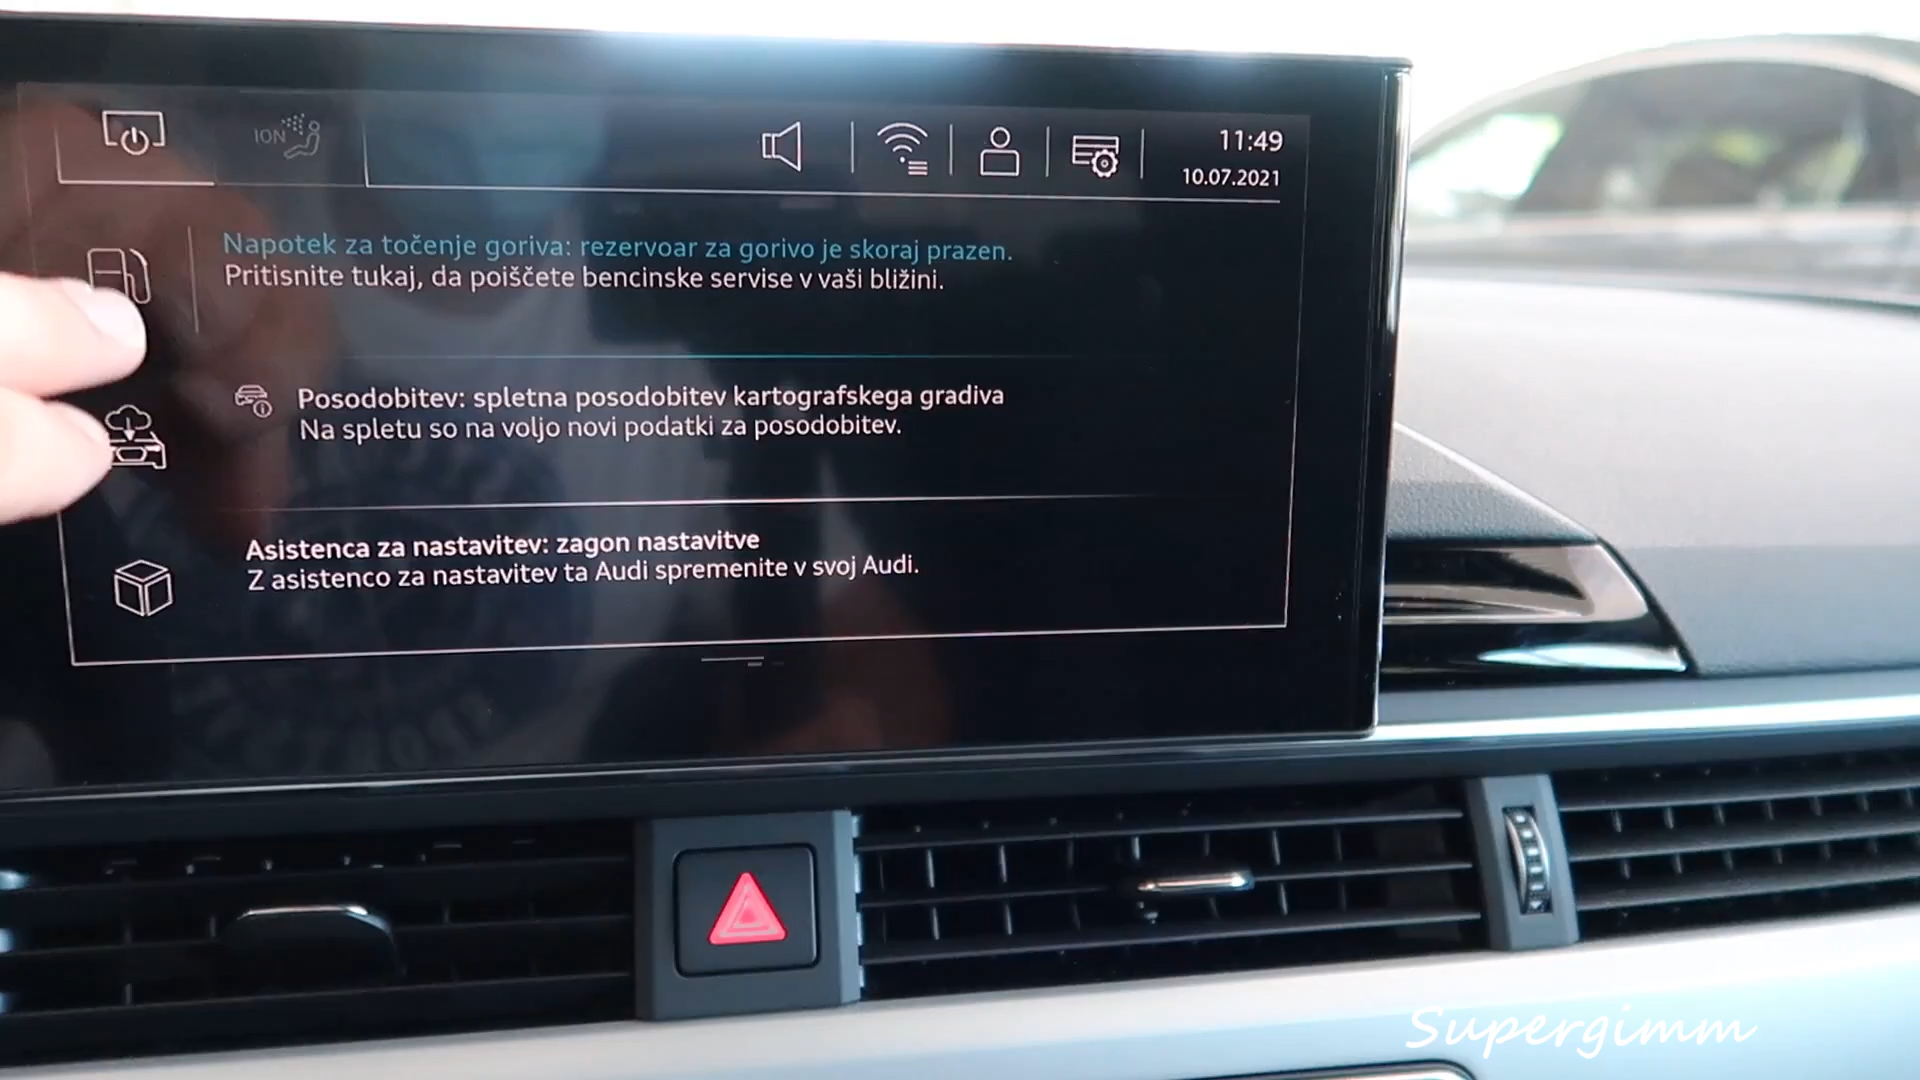 ION
11:49
10.07.2021
Napotek za točenje goriva: rezervoar za gorivo je skoraj prazen.
Pritisnite tukaj, da poiščete bencinske servise v vaši bližini.
Posodobitev: spletna posodobitev kartografskega gradiva
Na spletu so na voljo novi podatki za posodobitev.
Asistenca za nastavitev: zagon nastavitve
Z asistenco za nastavitev ta Audi spremenite v svoj Audi.
Supergimm